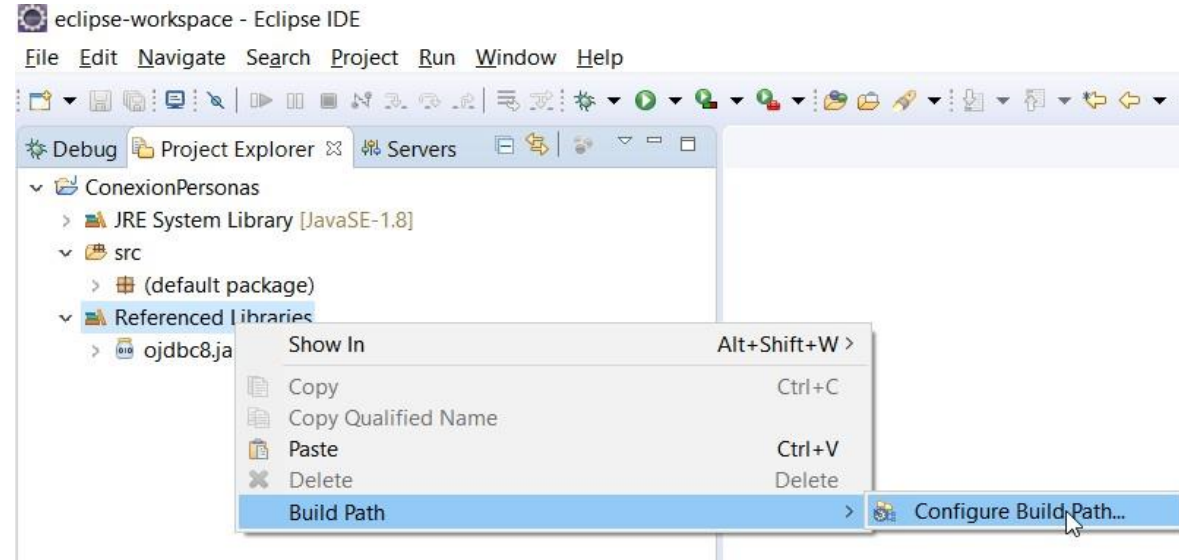 eclipse-workspace - Eclipse IDE
File Edit Navigate Search Project Run Window Help
Debug Project Explorer Servers
ConexionPersonas
JRE System Library [JavaSE-1.8]
src
(default package)
Referenced Libraries
ojdbc8.ja
Show In Alt+Shift+W >
Copy Ctrl+C
Copy Qualified Name
Paste Ctrl+V
Delete Delete
Build Path >
Configure Build Path...